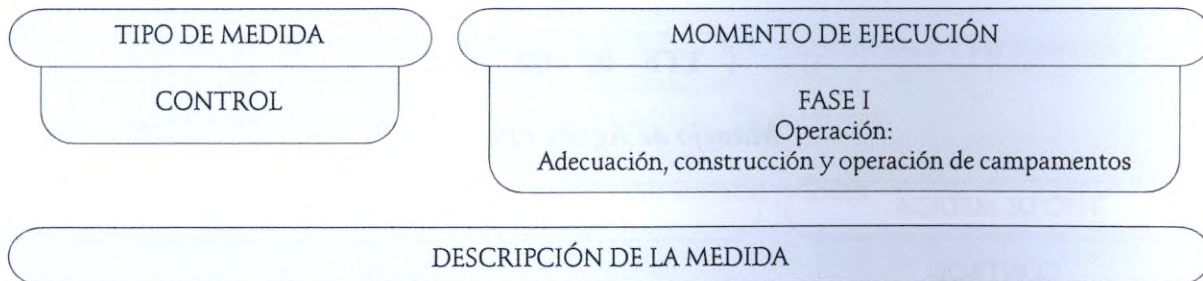 TIPO DE MEDIDA
CONTROL
MOMENTO DE EJECUCIÓN
FASE I
Operación:
Adecuación, construcción y operación de campamentos
DESCRIPCIÓN DE LA MEDIDA